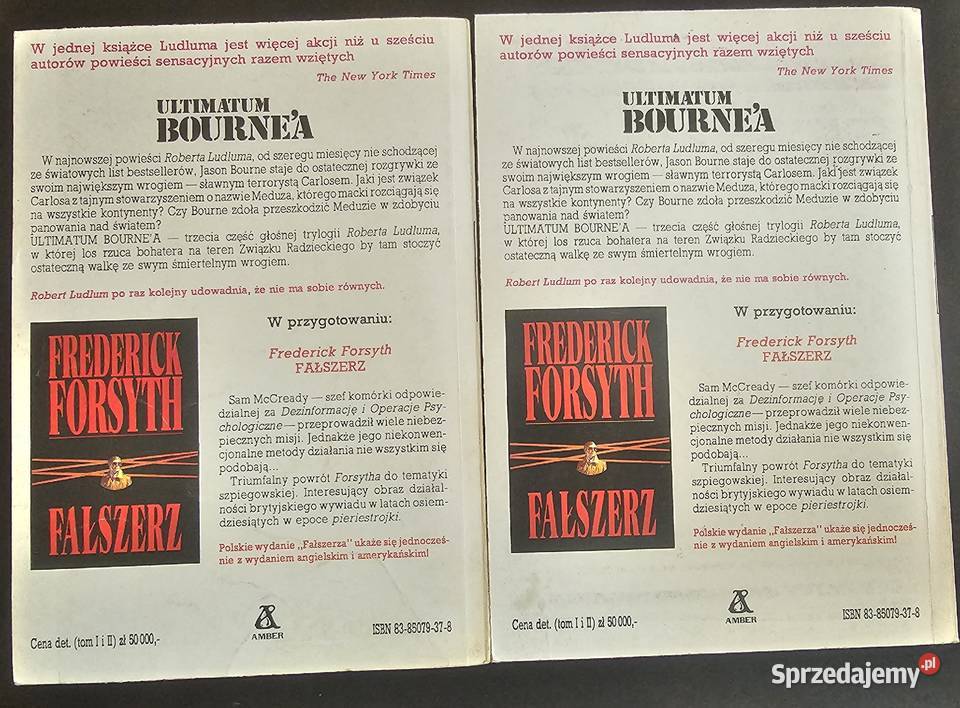 W jednej książce Ludluma jest więcej akcji niż u sześciu
autorów powieści sensacyjnych razem wziętych
The New York Times
ULTIMATUM
BOURNE'A
W najnowszej powieści Roberta Ludluma, od szeregu miesięcy nie schodzącej
ze światowych list bestsellerów, Jason Bourne staje do ostatecznej rozgrywki ze
swoim największym wrogiem — sławnym terrorystą Carlosem. Jaki jest związek
Carlosa z tajnym stowarzyszeniem o nazwie Meduza, którego macki rozciągają się
na wszystkie kontynenty? Czy Bourne zdoła przeszkodzić Meduzie w zdobyciu
panowania nad światem?
ULTIMATUM BOURNE'A — trzecia część głośnej trylogii Roberta Ludluma,
w której los rzuca bohatera na teren Związku Radzieckiego by tam stoczyć
ostateczną walkę ze swym śmiertelnym wrogiem.
Robert Ludlum po raz kolejny udowadnia, że nie ma sobie równych.
FREDERICK
FORSYTH
FAŁSZERZ
W przygotowaniu:
Frederick Forsyth
FAŁSZERZ
Sam McCready — szef komórki odpowie-
dzialnej za Dezinformację i Operacje Psy-
chologiczne — przeprowadził wiele niebez-
piecznych misji. Jednakże jego niekonwen-
cjonalne metody działania nie wszystkim się
podobają...
Triumfalny powrót Forsytha do tematyki
szpiegowskiej. Interesujący obraz działal-
ności brytyjskiego wywiadu w latach osiem-
dziesiątych w epoce pieriestrojki.
Polskie wydanie „Fałszerza" ukaże się jednocześ-
nie z wydaniem angielskim i amerykańskim!
Cena det. (tom I i II) zł 50 000,-
AMBER
ISBN 83-85079-37-8
W jednej książce Ludluma jest więcej akcji niż u sześciu
autorów powieści sensacyjnych razem wziętych
The New York Times
ULTIMATUM
BOURNE'A
W najnowszej powieści Roberta Ludluma, od szeregu miesięcy nie schodzącej
ze światowych list bestsellerów, Jason Bourne staje do ostatecznej rozgrywki ze
swoim największym wrogiem — sławnym terrorystą Carlosem. Jaki jest związek
Carlosa z tajnym stowarzyszeniem o nazwie Meduza, którego macki rozciągają się
na wszystkie kontynenty? Czy Bourne zdoła przeszkodzić Meduzie w zdobyciu
panowania nad światem?
ULTIMATUM BOURNE'A — trzecia część głośnej trylogii Roberta Ludluma,
w której los rzuca bohatera na teren Związku Radzieckiego by tam stoczyć
ostateczną walkę ze swym śmiertelnym wrogiem.
Robert Ludlum po raz kolejny udowadnia, że nie ma sobie równych.
FREDERICK
FORSYTH
FAŁSZERZ
W przygotowaniu:
Frederick Forsyth
FAŁSZERZ
Sam McCready — szef komórki odpowie-
dzialnej za Dezinformację i Operacje Psy-
chologiczne — przeprowadził wiele niebez-
piecznych misji. Jednakże jego niekonwen-
cjonalne metody działania nie wszystkim się
podobają...
Triumfalny powrót Forsytha do tematyki
szpiegowskiej. Interesujący obraz działal-
ności brytyjskiego wywiadu w latach osiem-
dziesiątych w epoce pieriestrojki.
Polskie wydanie „Fałszerza" ukaże się jednocześ-
nie z wydaniem angielskim i amerykańskim!
Cena det. (tom I i II) zł 50 000,-
AMBER
ISBN 83-85079-37-8
Sprzedajemy.pl